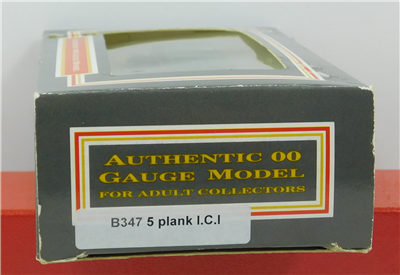 AUTHENTIC 00
GAUGE MODEL
FOR ADULT COLLECTORS
B347 5 plank I.C.I